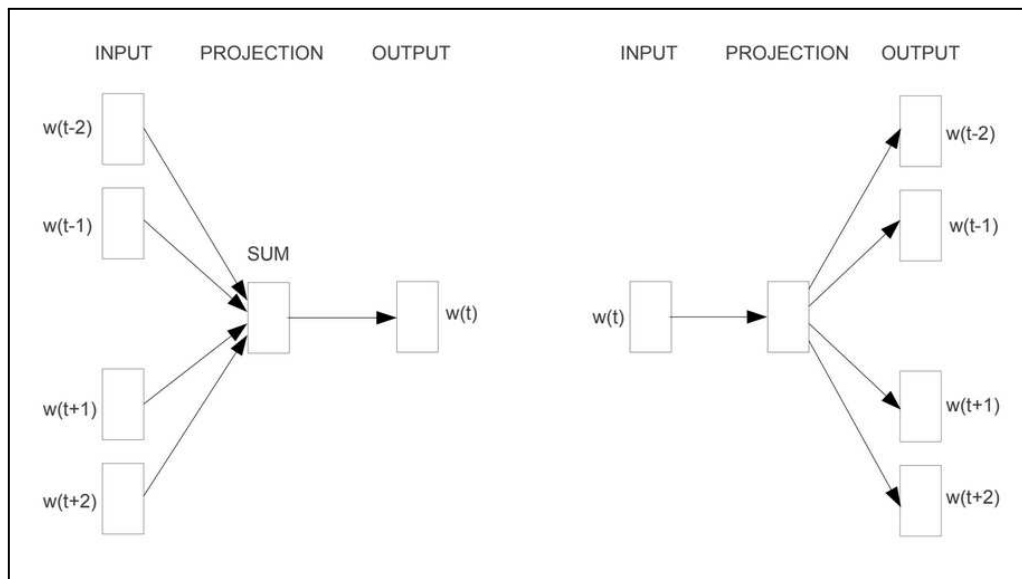 INPUT PROJECTION OUTPUT
w(t-2)
w(t-1)
SUM
w(t)
w(t+1)
w(t+2)
INPUT PROJECTION OUTPUT
w(t-2)
w(t-1)
w(t)
w(t+1)
w(t+2)